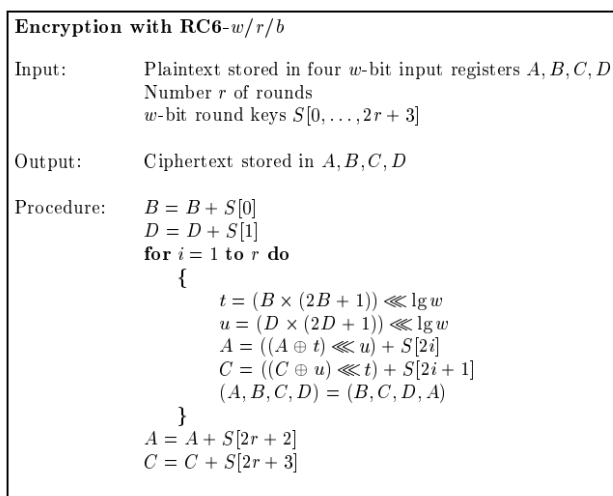 Encryption with RC6-w/r/b
Input: Plaintext stored in four w-bit input registers A, B, C, D
Number r of rounds
w-bit round keys S[0, . . . , 2r + 3]
Output: Ciphertext stored in A, B, C, D
Procedure: B = B + S[0]
D = D + S[1]
for i = 1 to r do
{
t = (B × (2B + 1)) ⋘ lg w
u = (D × (2D + 1)) ⋘ lg w
A = ((A ⊕ t) ⋘ u) + S[2i]
C = ((C ⊕ u) ⋘ t) + S[2i + 1]
(A, B, C, D) = (B, C, D, A)
}
A = A + S[2r + 2]
C = C + S[2r + 3]